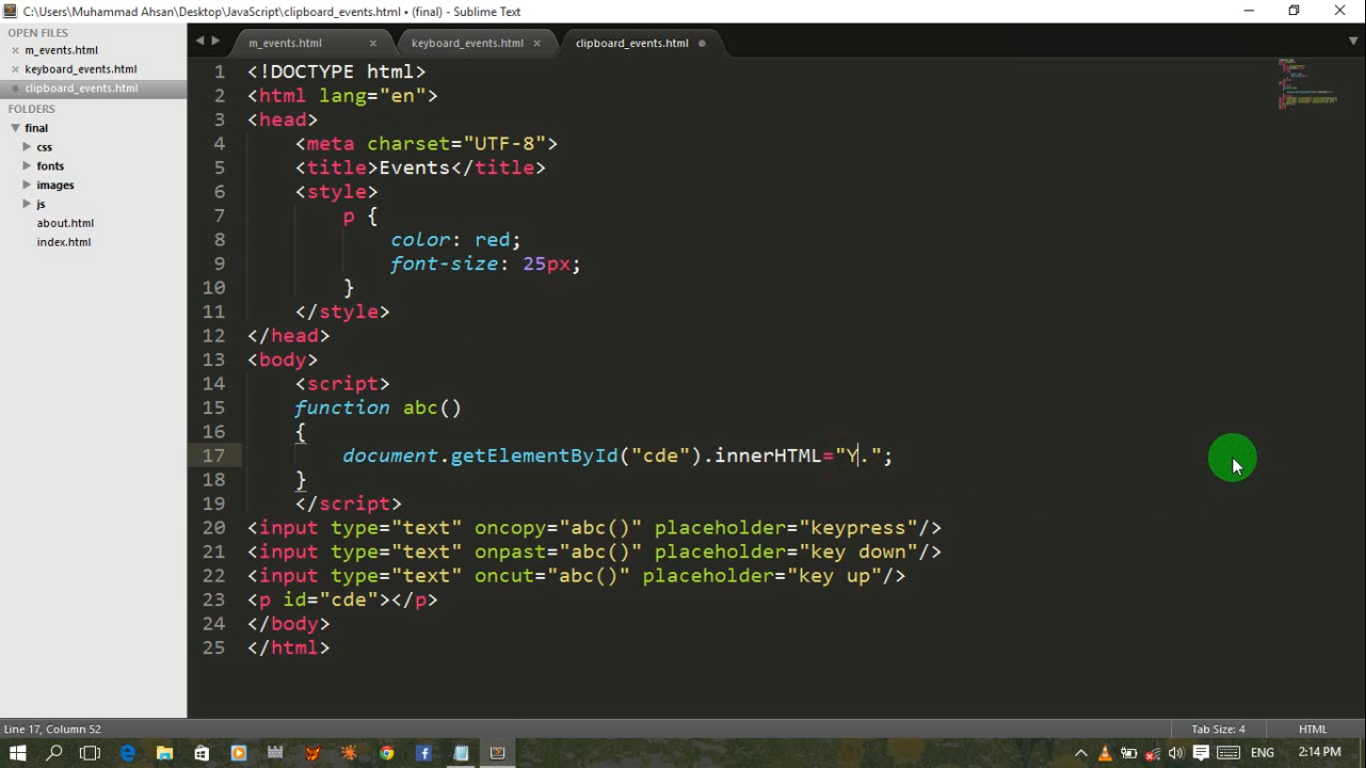 C:\Users\Muhammad Ahsan\Desktop\JavaScript\clipboard_events.html • (final) - Sublime Text
OPEN FILES
m_events.html
keyboard_events.html
clipboard_events.html
FOLDERS
final
css
fonts
images
js
about.html
index.html
m_events.html
keyboard_events.html
clipboard_events.html
1 <!DOCTYPE html>
2 <html lang="en">
3 <head>
4     <meta charset="UTF-8">
5     <title>Events</title>
6     <style>
7         p {
8             color: red;
9             font-size: 25px;
10         }
11     </style>
12 </head>
13 <body>
14     <script>
15     function abc()
16     {
17         document.getElementById("cde").innerHTML="Y.";
18     }
19     </script>
20 <input type="text" oncopy="abc()" placeholder="keypress"/>
21 <input type="text" onpast="abc()" placeholder="key down"/>
22 <input type="text" oncut="abc()" placeholder="key up"/>
23 <p id="cde"></p>
24 </body>
25 </html>
Line 17, Column 52
Tab Size: 4
HTML
ENG
2:14 PM